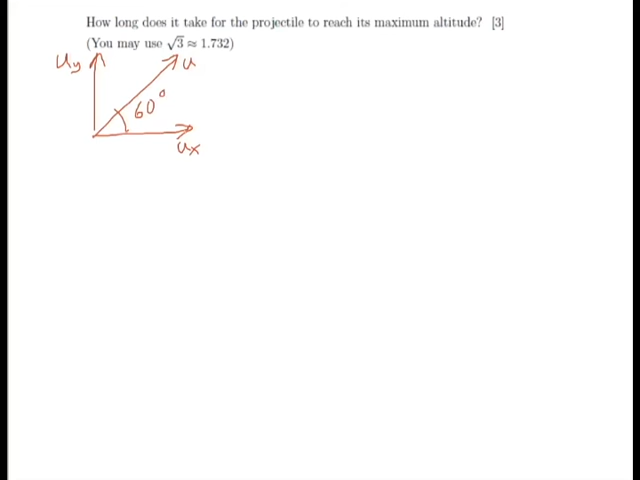 How long does it take for the projectile to reach its maximum altitude? [3]
(You may use √3 ≈ 1.732)
Uy u
60°
ux